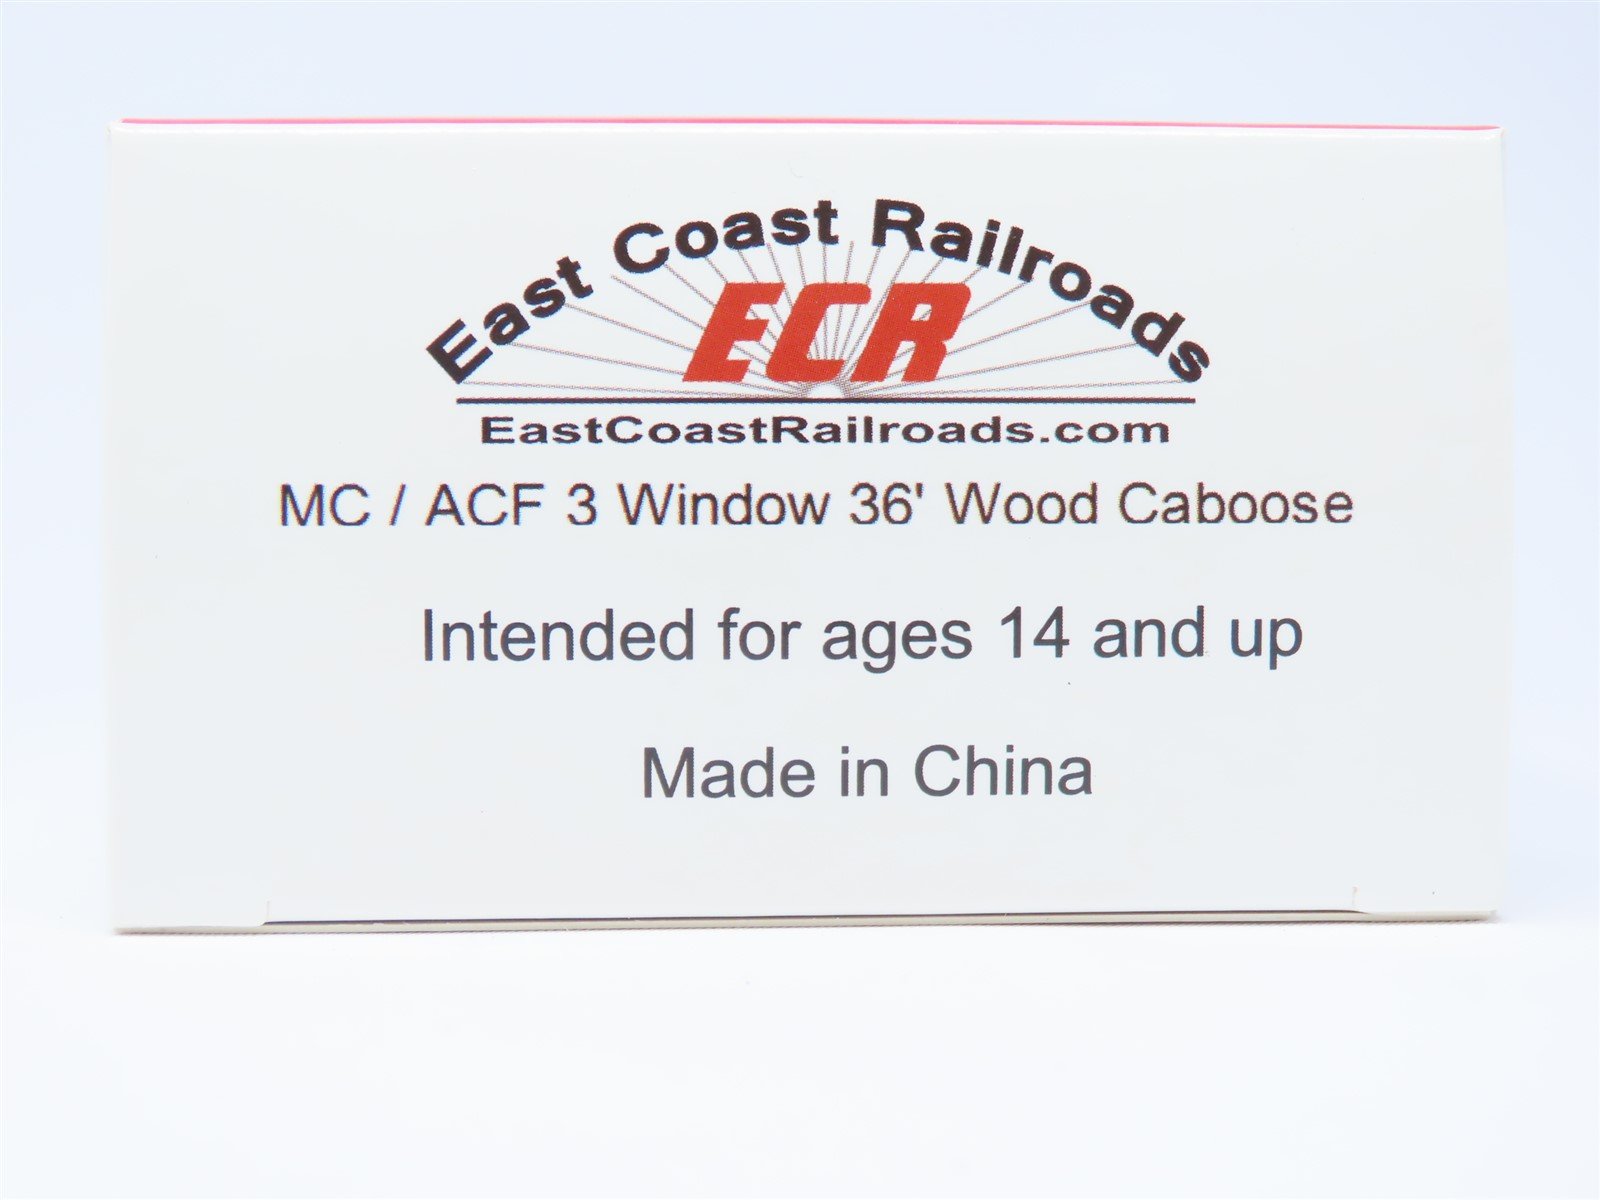 East Coast Railroads
ECR
EastCoastRailroads.com
MC / ACF 3 Window 36' Wood Caboose
Intended for ages 14 and up
Made in China